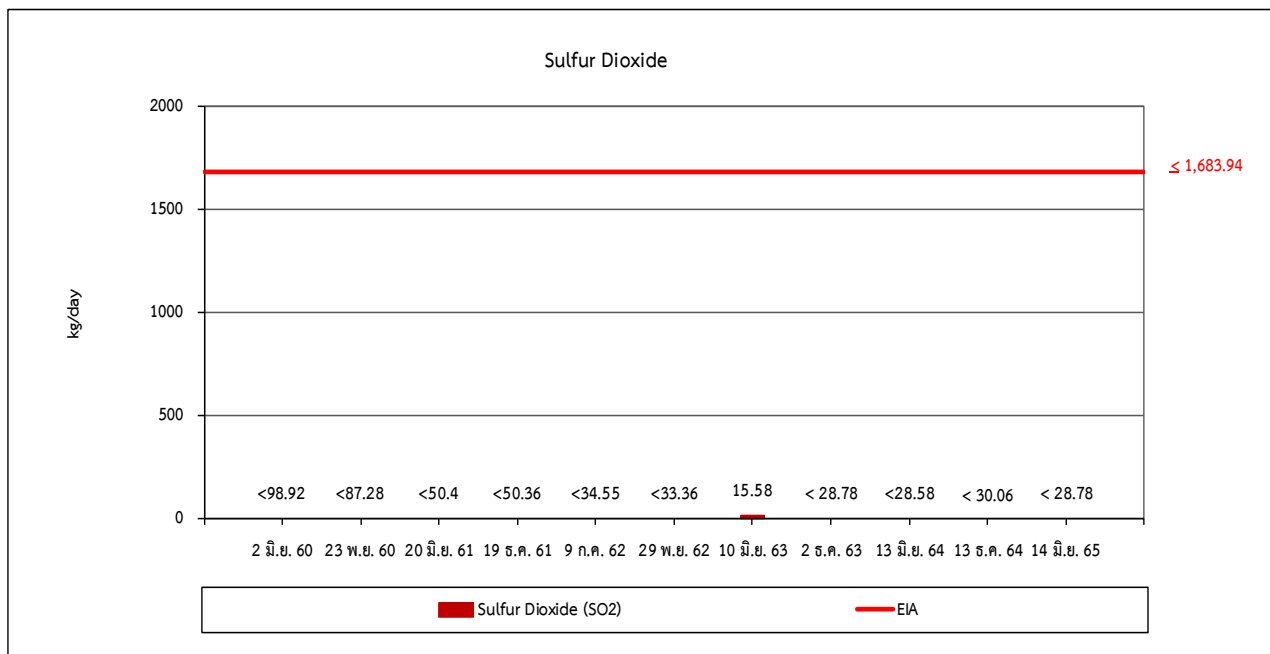 Sulfur Dioxide
2000
≤ 1,683.94
1500
kg/day
1000
500
<98.92 <87.28 <50.4 <50.36 <34.55 <33.36 15.58 < 28.78 <28.58 < 30.06 < 28.78
0
2 มิ.ย. 60 23 พ.ย. 60 20 มิ.ย. 61 19 ธ.ค. 61 9 ก.ค. 62 29 พ.ย. 62 10 มิ.ย. 63 2 ธ.ค. 63 13 มิ.ย. 64 13 ธ.ค. 64 14 มิ.ย. 65
Sulfur Dioxide (SO2) EIA